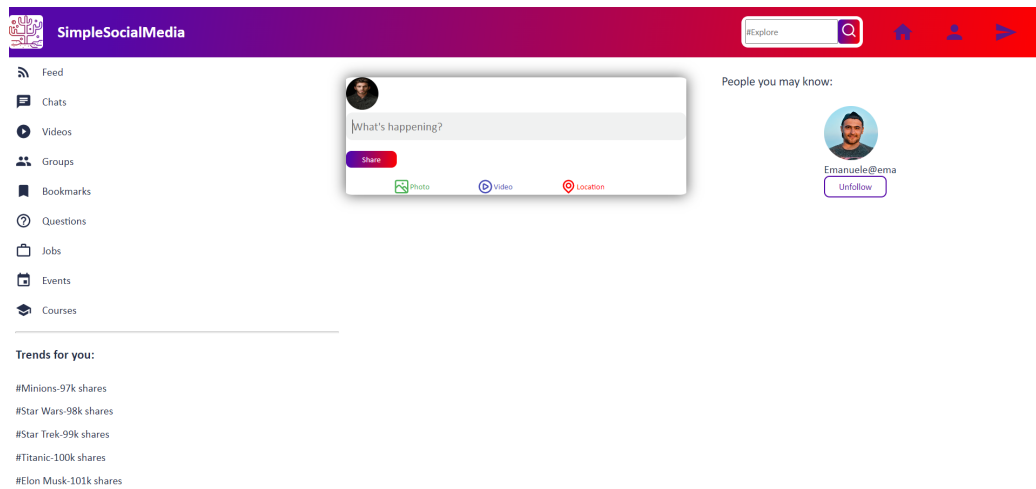 SimpleSocialMedia
#Explore
Feed
Chats
Videos
Groups
Bookmarks
Questions
Jobs
Events
Courses
Trends for you:
#Minions-97k shares
#Star Wars-98k shares
#Star Trek-99k shares
#Titanic-100k shares
#Elon Musk-101k shares
What's happening?
Share
Photo Video Location
People you may know:
Emanuele@ema
Unfollow